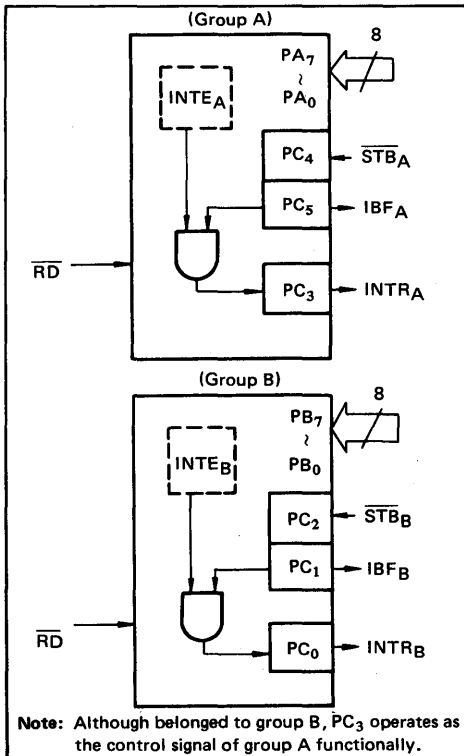 (Group A)
8
PA7
~
PA0
INTEA
PC4
STBA
PC5
IBFA
RD
PC3
INTRA
(Group B)
8
PB7
~
PB0
INTEB
PC2
STBB
PC1
IBFB
RD
PC0
INTRB
Note: Although belonged to group B, PC3 operates as
the control signal of group A functionally.